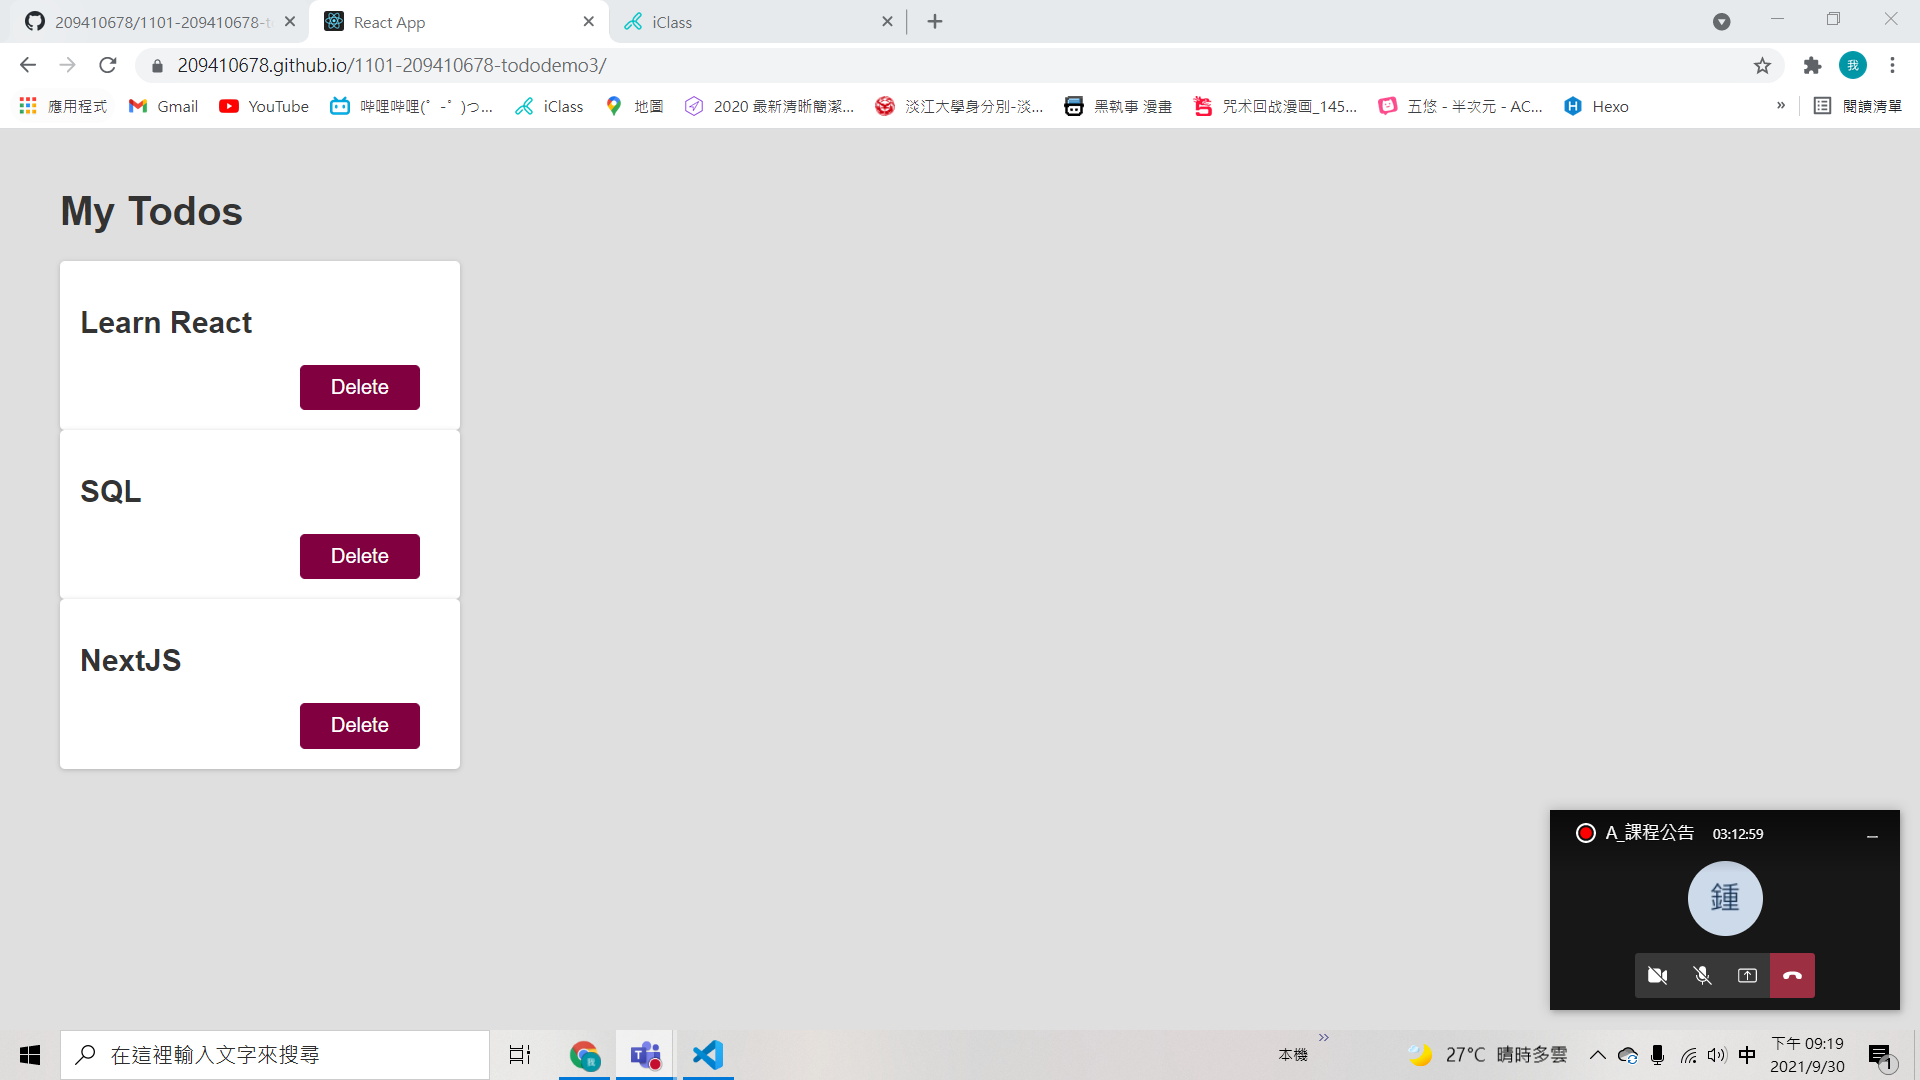 209410678/1101-209410678-t
React App
iClass
209410678.github.io/1101-209410678-tododemo3/
我
應用程式
Gmail
YouTube
哔哩哔哩(゜-゜)つ...
iClass
地圖
2020 最新清晰簡潔...
淡江大學身分別-淡...
黑執事 漫畫
咒术回战漫画_145...
五悠 - 半次元 - AC...
Hexo
»
閱讀清單
My Todos
Learn React
Delete
SQL
Delete
NextJS
Delete
A_課程公告 03:12:59
鍾
在這裡輸入文字來搜尋
本機
27°C 晴時多雲
中
下午 09:19
2021/9/30
1